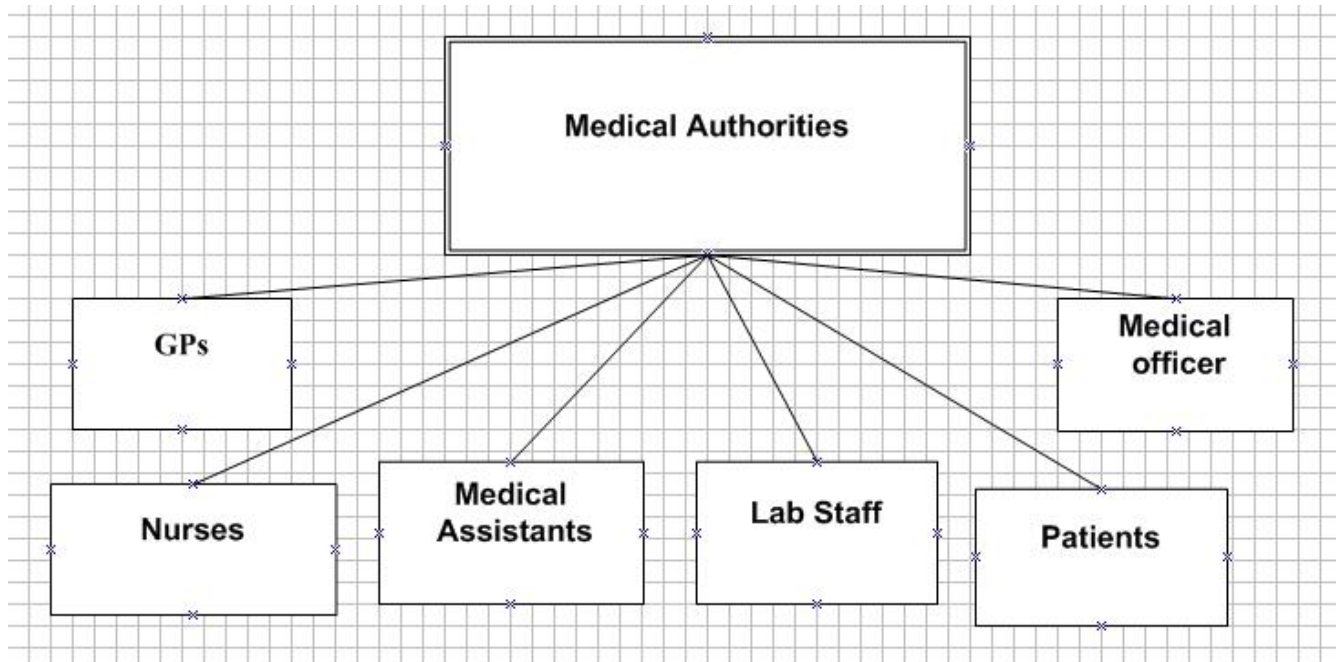 Medical Authorities
GPs
Medical
officer
Nurses
Medical
Assistants
Lab Staff
Patients